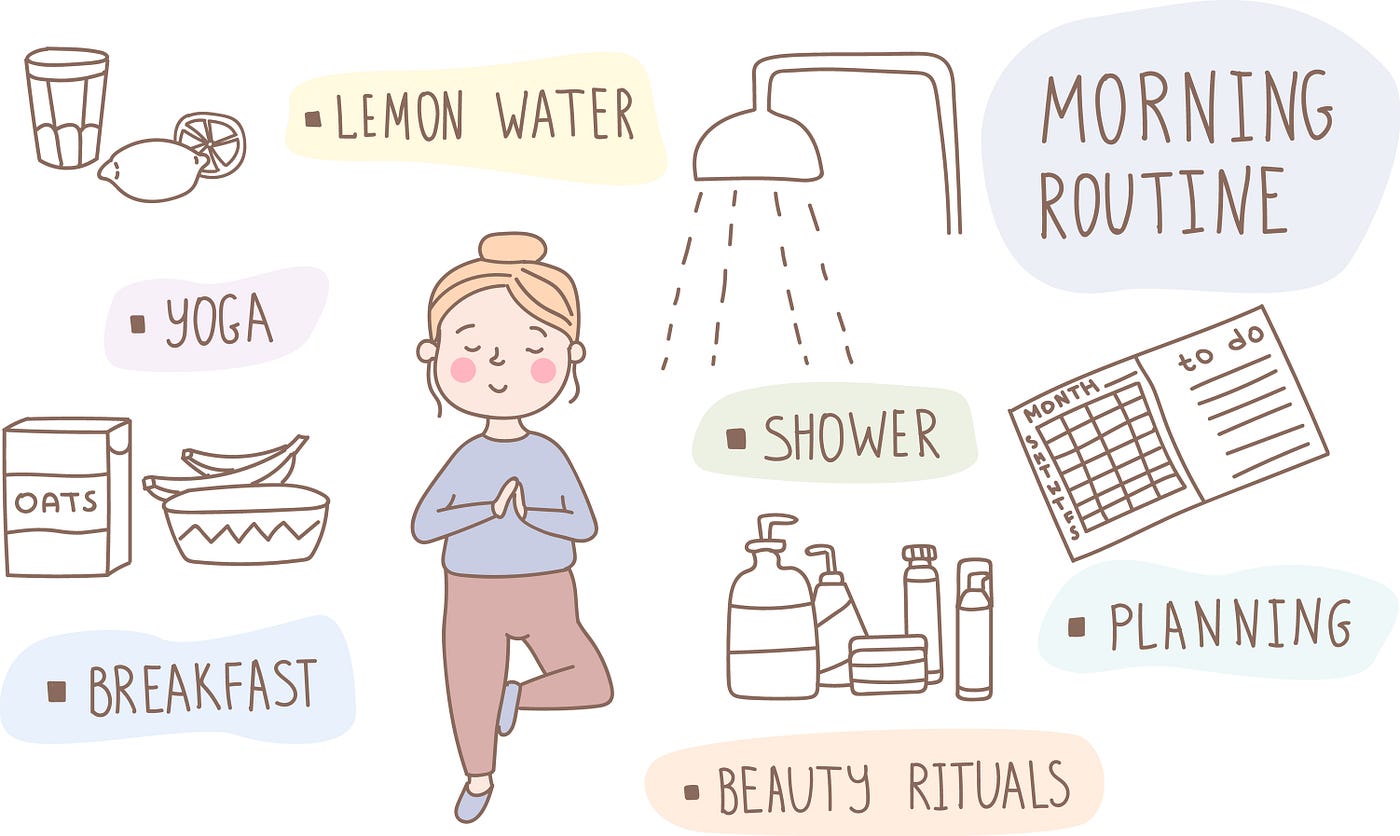 MORNING
ROUTINE
▪ LEMON WATER
▪ YOGA
OATS
▪ BREAKFAST
▪ SHOWER
MONTH
to do
▪ PLANNING
▪ BEAUTY RITUALS